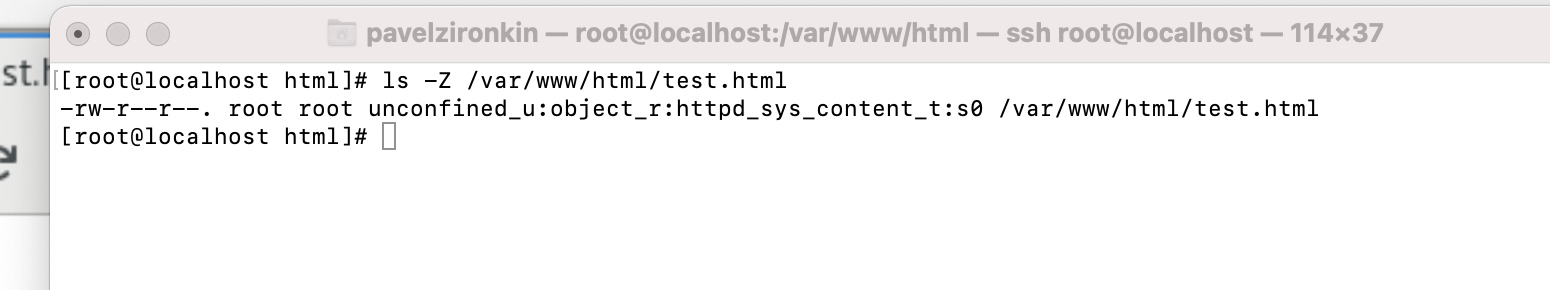 pavelzironkin — root@localhost:/var/www/html — ssh root@localhost — 114×37
st.h
[[root@localhost html]# ls -Z /var/www/html/test.html
-rw-r--r--. root root unconfined_u:object_r:httpd_sys_content_t:s0 /var/www/html/test.html
[root@localhost html]#